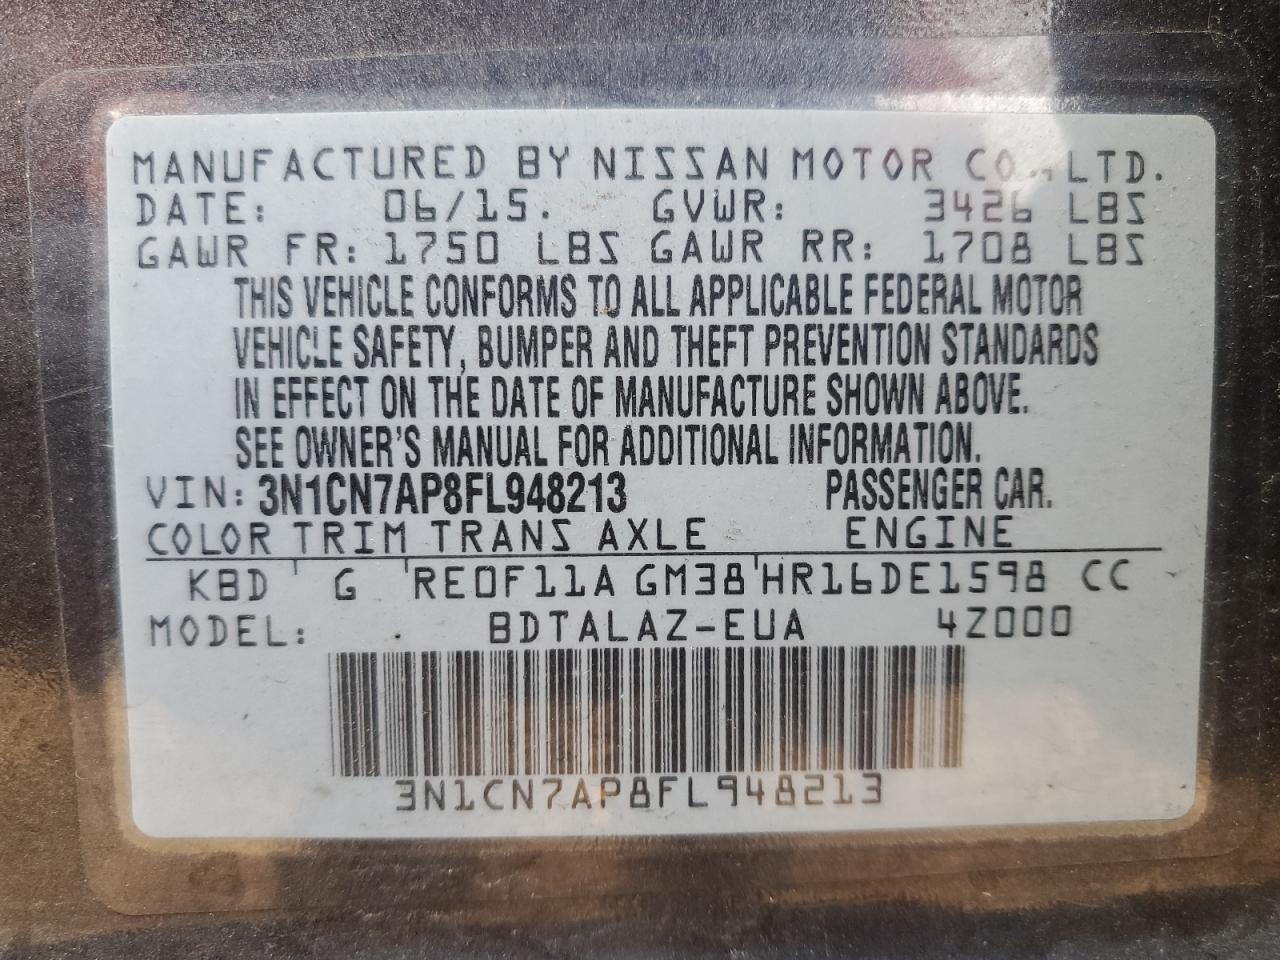 MANUFACTURED BY NISSAN MOTOR CO., LTD.
DATE: 06/15. GVWR: 3426 LBS
GAWR FR: 1750 LBS GAWR RR: 1708 LBS
THIS VEHICLE CONFORMS TO ALL APPLICABLE FEDERAL MOTOR
VEHICLE SAFETY, BUMPER AND THEFT PREVENTION STANDARDS
IN EFFECT ON THE DATE OF MANUFACTURE SHOWN ABOVE.
SEE OWNER'S MANUAL FOR ADDITIONAL INFORMATION.
VIN: 3N1CN7AP8FL948213 PASSENGER CAR.
COLOR TRIM TRANS AXLE ENGINE
KBD G RE0F11A GM38 HR16DE1598 CC
MODEL: BDTALAZ-EUA 4Z000
3N1CN7AP8FL948213